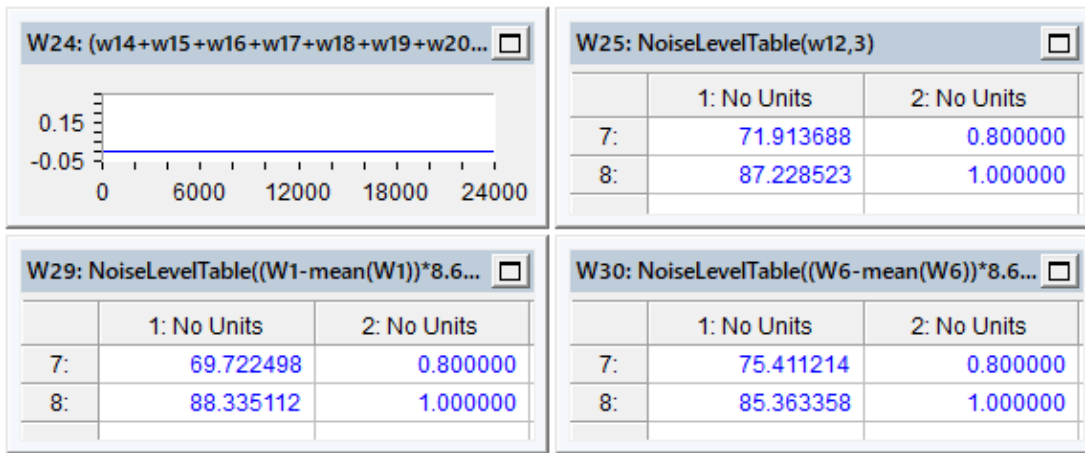 W24: (w14+w15+w16+w17+w18+w19+w20...
0.15
-0.05
0 6000 12000 18000 24000
W25: NoiseLevelTable(w12,3)
1: No Units 2: No Units
7: 71.913688 0.800000
8: 87.228523 1.000000
W29: NoiseLevelTable((W1-mean(W1))*8.6...
1: No Units 2: No Units
7: 69.722498 0.800000
8: 88.335112 1.000000
W30: NoiseLevelTable((W6-mean(W6))*8.6...
1: No Units 2: No Units
7: 75.411214 0.800000
8: 85.363358 1.000000